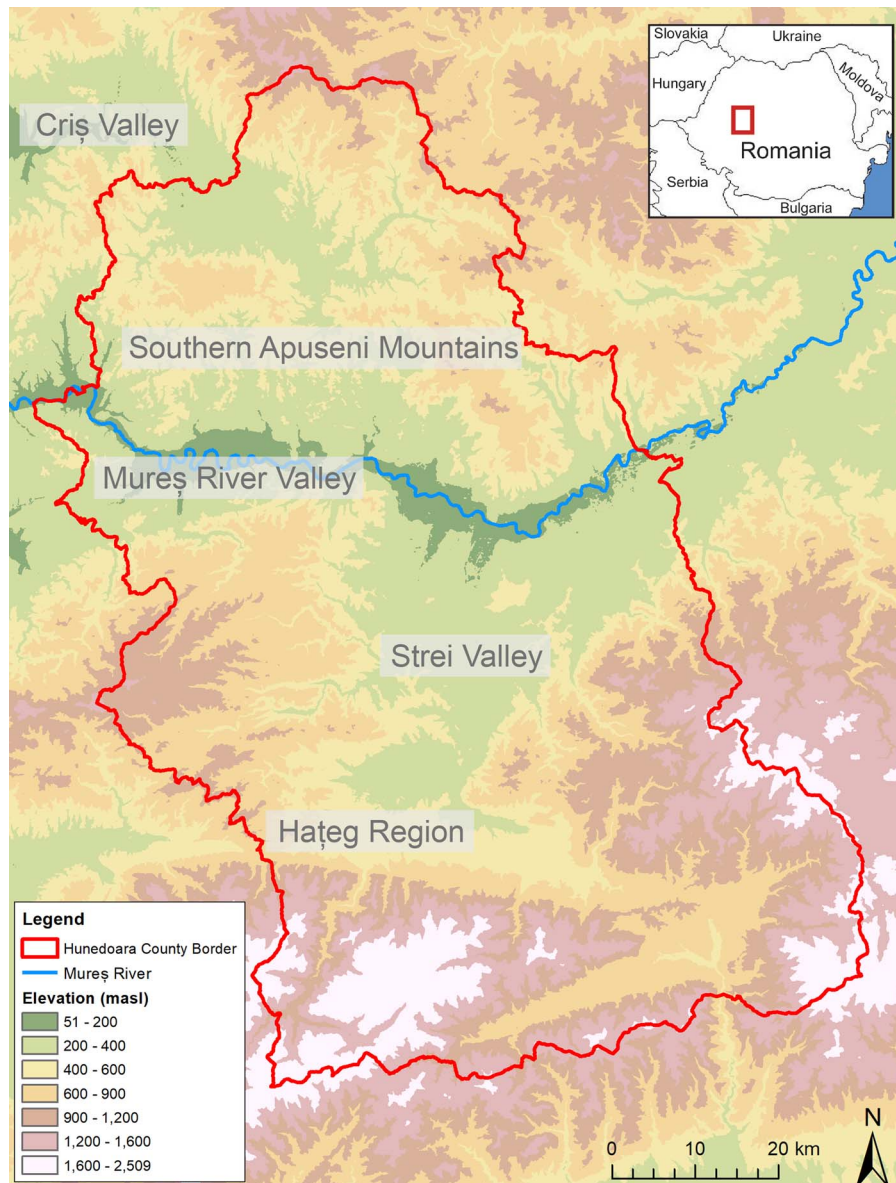 Slovakia
Ukraine
Hungary
Moldova
Romania
Serbia
Bulgaria
Criș Valley
Southern Apuseni Mountains
Mureș River Valley
Strei Valley
Hațeg Region
Legend
Hunedoara County Border
Mureș River
Elevation (masl)
51 - 200
200 - 400
400 - 600
600 - 900
900 - 1,200
1,200 - 1,600
1,600 - 2,509
0 10 20 km
N